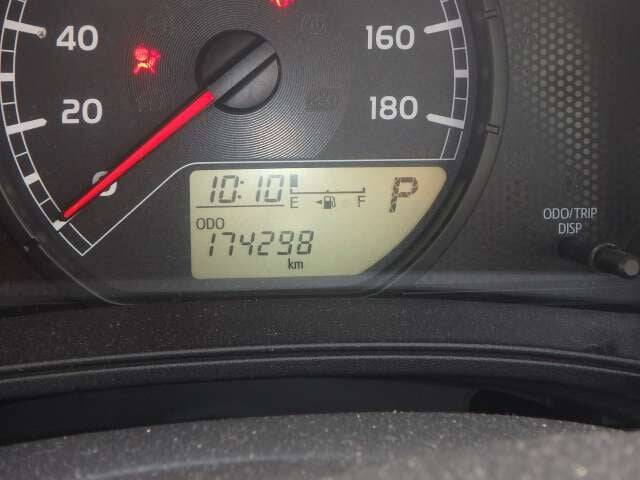 40
160
20
180
0
10:10
E
F
P
ODO
174298
km
ODO/TRIP
DISP